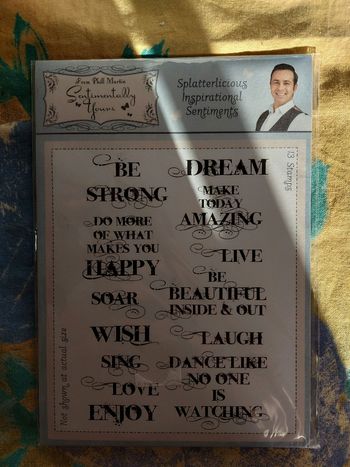 From Phill Martin
Sentimentally
Yours
Splatterlicious
Inspirational
Sentiments
13 Stamps
BE
STRONG
DO MORE
OF WHAT
MAKES YOU
HAPPY
SOAR
WISH
SING
LOVE
ENJOY
DREAM
MAKE
TODAY
AMAZING
LIVE
BE
BEAUTIFUL
INSIDE & OUT
LAUGH
DANCE LIKE
NO ONE
IS
WATCHING
Not shown at actual size